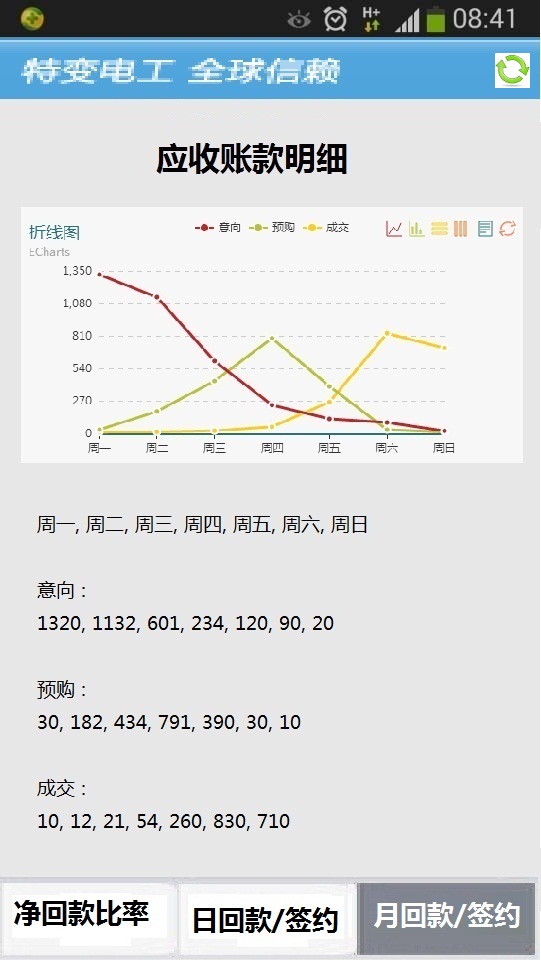 H+ 08:41
特变电工 全球信赖
应收账款明细
折线图
ECharts
意向 预购 成交
1,350
1,080
810
540
270
0
周一 周二 周三 周四 周五 周六 周日
周一, 周二, 周三, 周四, 周五, 周六, 周日
意向：
1320, 1132, 601, 234, 120, 90, 20
预购：
30, 182, 434, 791, 390, 30, 10
成交：
10, 12, 21, 54, 260, 830, 710
净回款比率 日回款/签约 月回款/签约